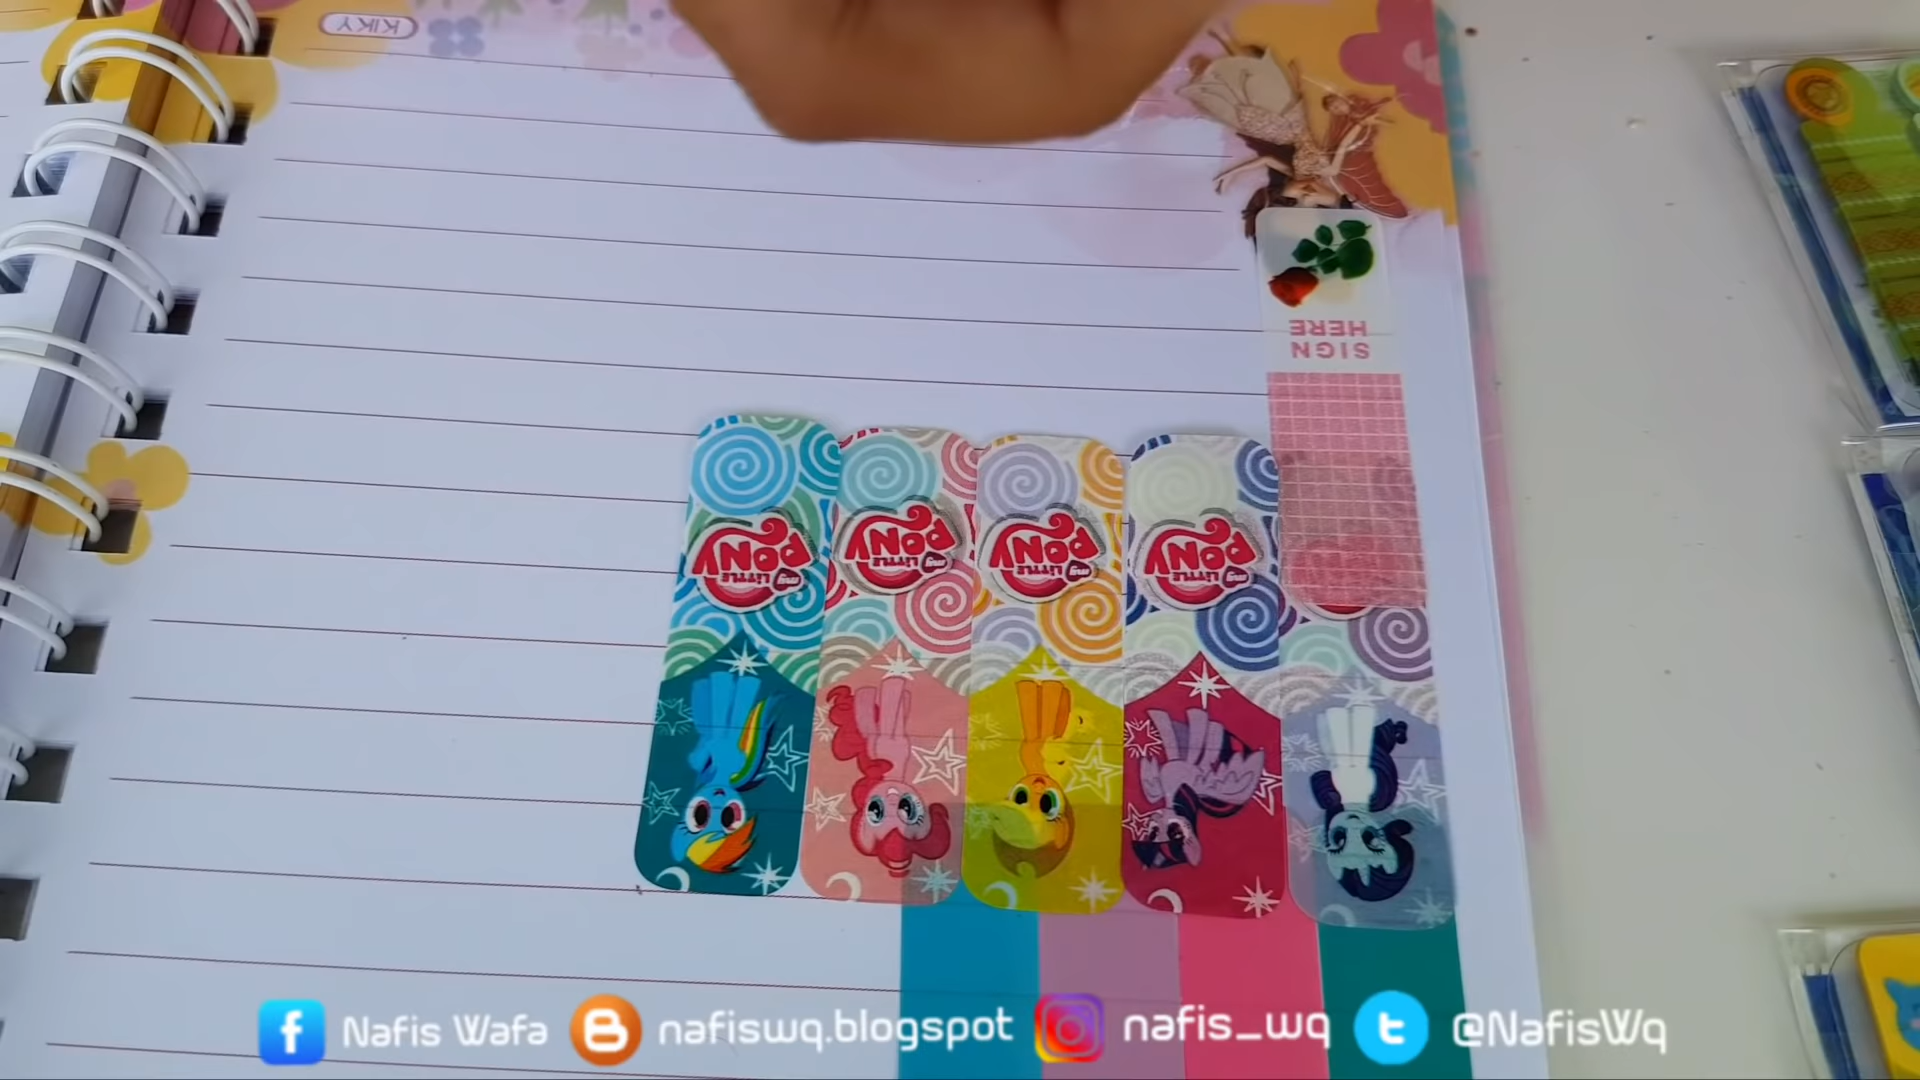 KIKY
SIGN
HERE
my LITTLE PONY
my LITTLE PONY
my LITTLE PONY
my LITTLE PONY
Nafis Wafa
nafiswq.blogspot
nafis_wq
@NafisWq